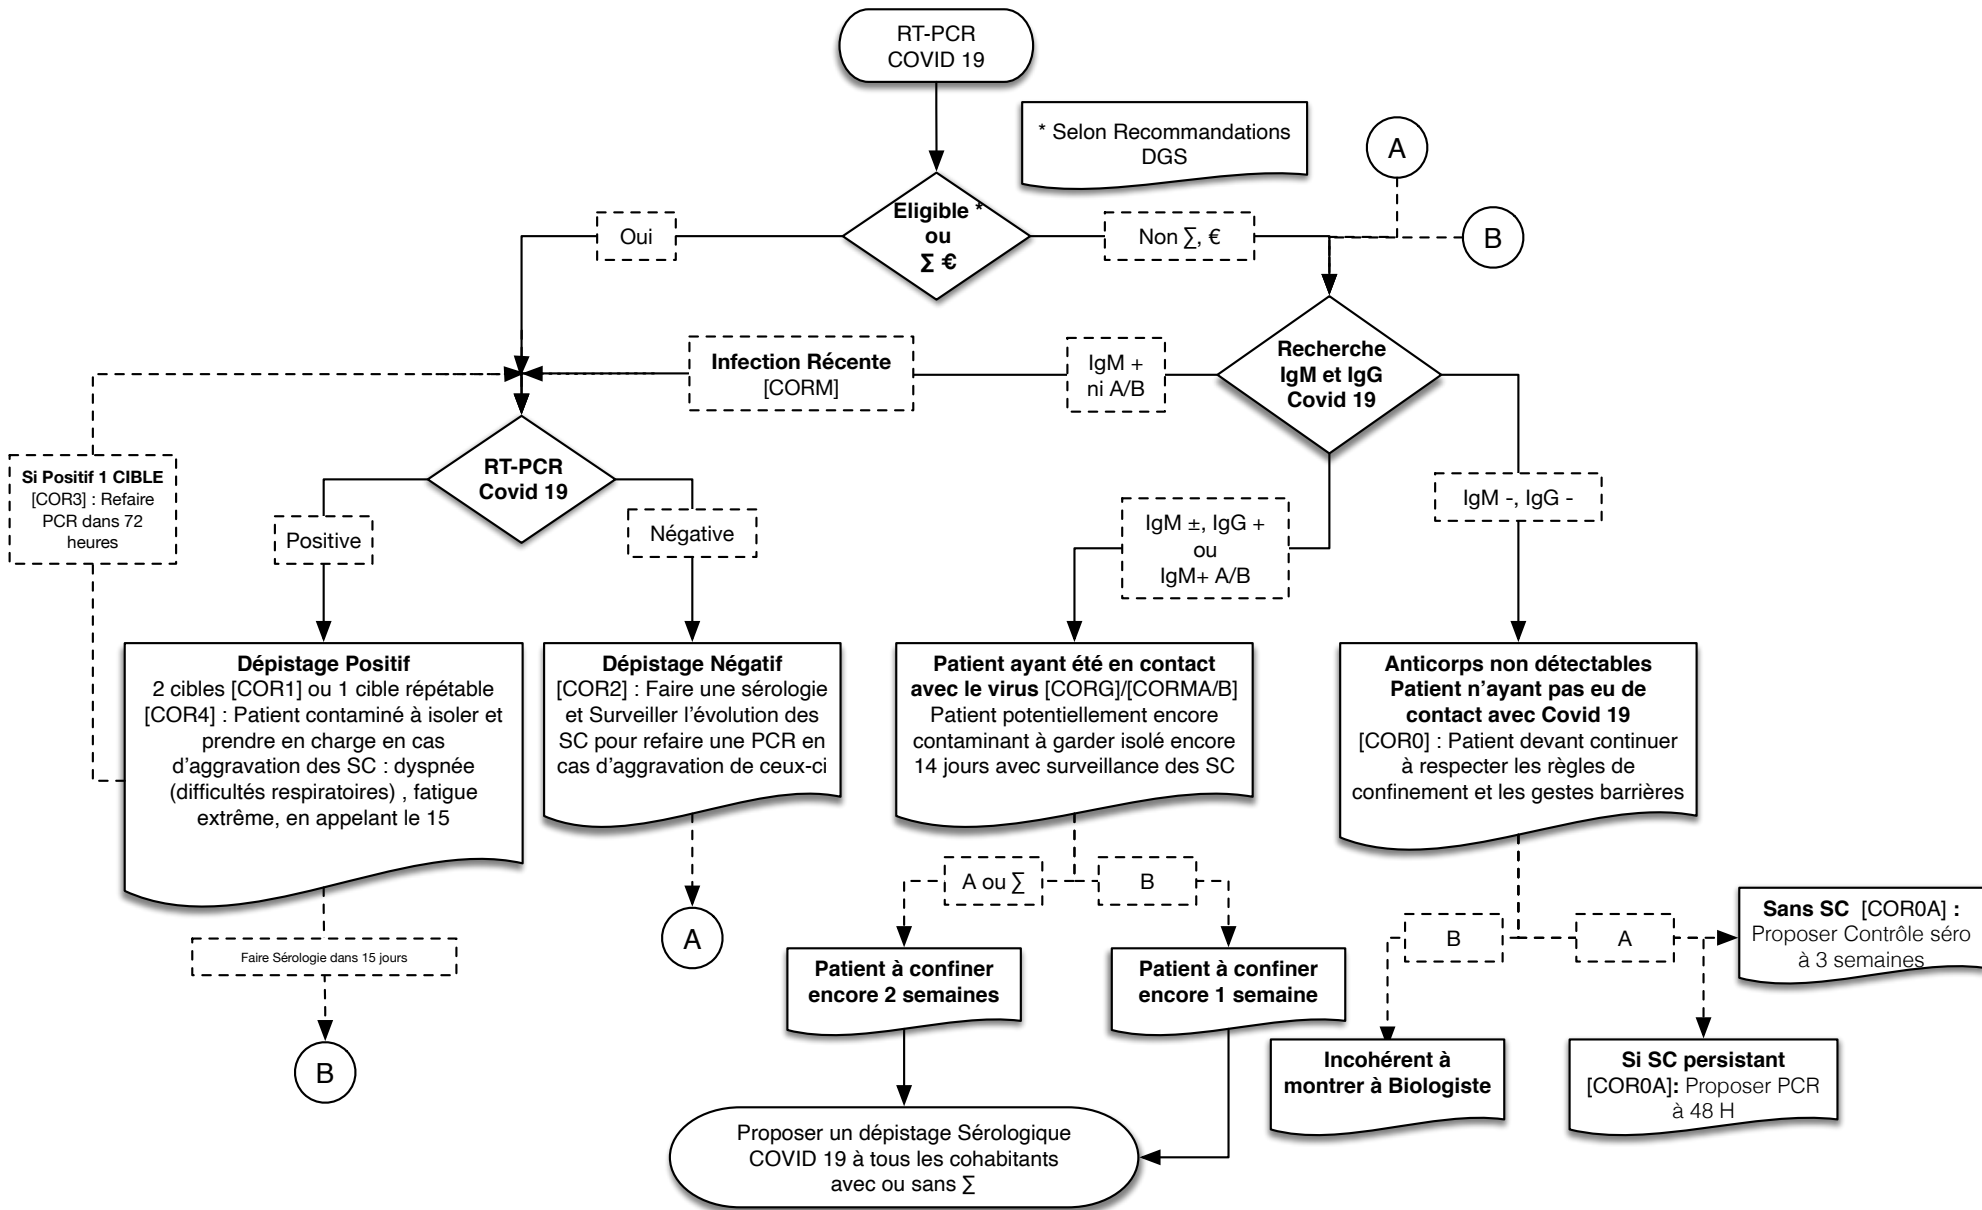 RT-PCR
COVID 19
* Selon Recommandations
DGS
A
B
Eligible *
ou
∑ €
Oui
Non ∑, €
Recherche
IgM et IgG
Covid 19
Infection Récente
[CORM]
IgM +
ni A/B
Si Positif 1 CIBLE
[COR3] : Refaire
PCR dans 72
heures
RT-PCR
Covid 19
Positive
Négative
IgM ±, IgG +
ou
IgM+ A/B
IgM -, IgG -
Dépistage Positif
2 cibles [COR1] ou 1 cible répétable
[COR4] : Patient contaminé à isoler et
prendre en charge en cas
d’aggravation des SC : dyspnée
(difficultés respiratoires) , fatigue
extrême, en appelant le 15
Dépistage Négatif
[COR2] : Faire une sérologie
et Surveiller l’évolution des
SC pour refaire une PCR en
cas d’aggravation de ceux-ci
Patient ayant été en contact
avec le virus [CORG]/[CORMA/B]
Patient potentiellement encore
contaminant à garder isolé encore
14 jours avec surveillance des SC
Anticorps non détectables
Patient n’ayant pas eu de
contact avec Covid 19
[COR0] : Patient devant continuer
à respecter les règles de
confinement et les gestes barrières
Faire Sérologie dans 15 jours
B
A
A ou ∑
B
B
A
Sans SC [COR0A] :
Proposer Contrôle séro
à 3 semaines
Patient à confiner
encore 2 semaines
Patient à confiner
encore 1 semaine
Incohérent à
montrer à Biologiste
Si SC persistant
[COR0A]: Proposer PCR
à 48 H
Proposer un dépistage Sérologique
COVID 19 à tous les cohabitants
avec ou sans ∑